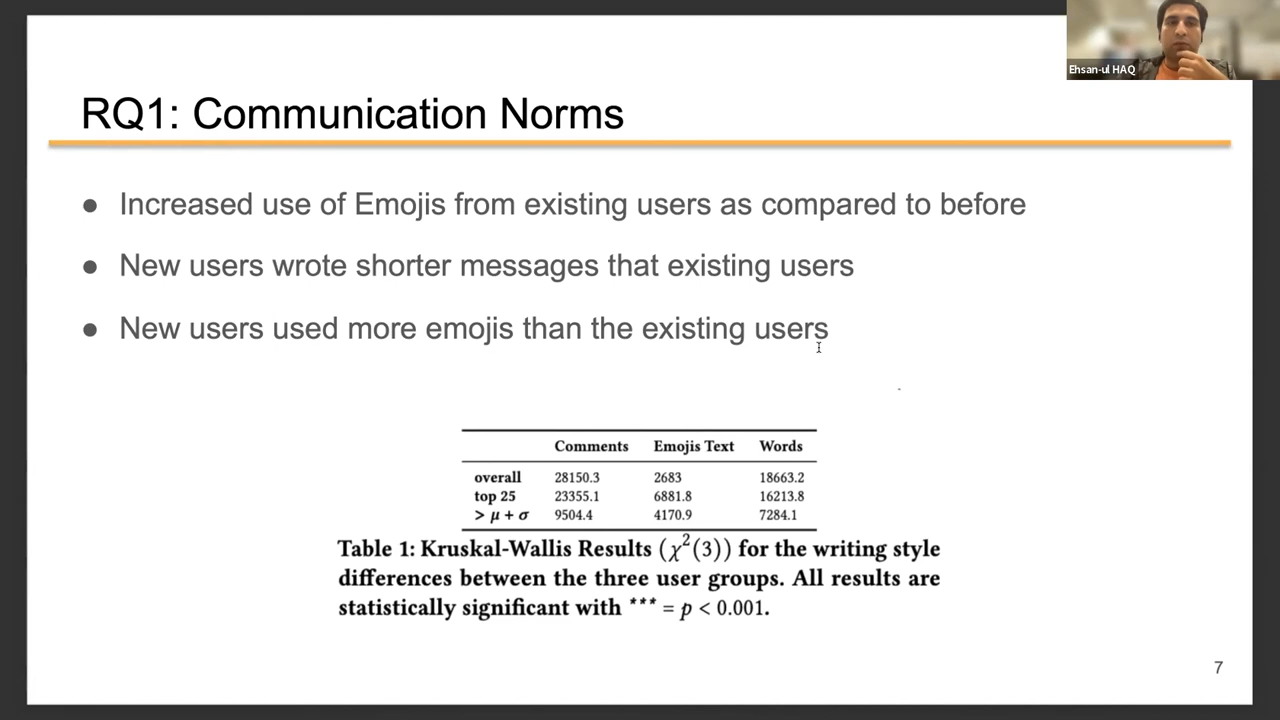 Ehsan-ul HAQ
RQ1: Communication Norms
● Increased use of Emojis from existing users as compared to before
● New users wrote shorter messages that existing users
● New users used more emojis than the existing users
Comments Emojis Text Words
overall 28150.3 2683 18663.2
top 25 23355.1 6881.8 16213.8
> μ + σ 9504.4 4170.9 7284.1
Table 1: Kruskal-Wallis Results (χ²(3)) for the writing style
differences between the three user groups. All results are
statistically significant with *** = p < 0.001.
7